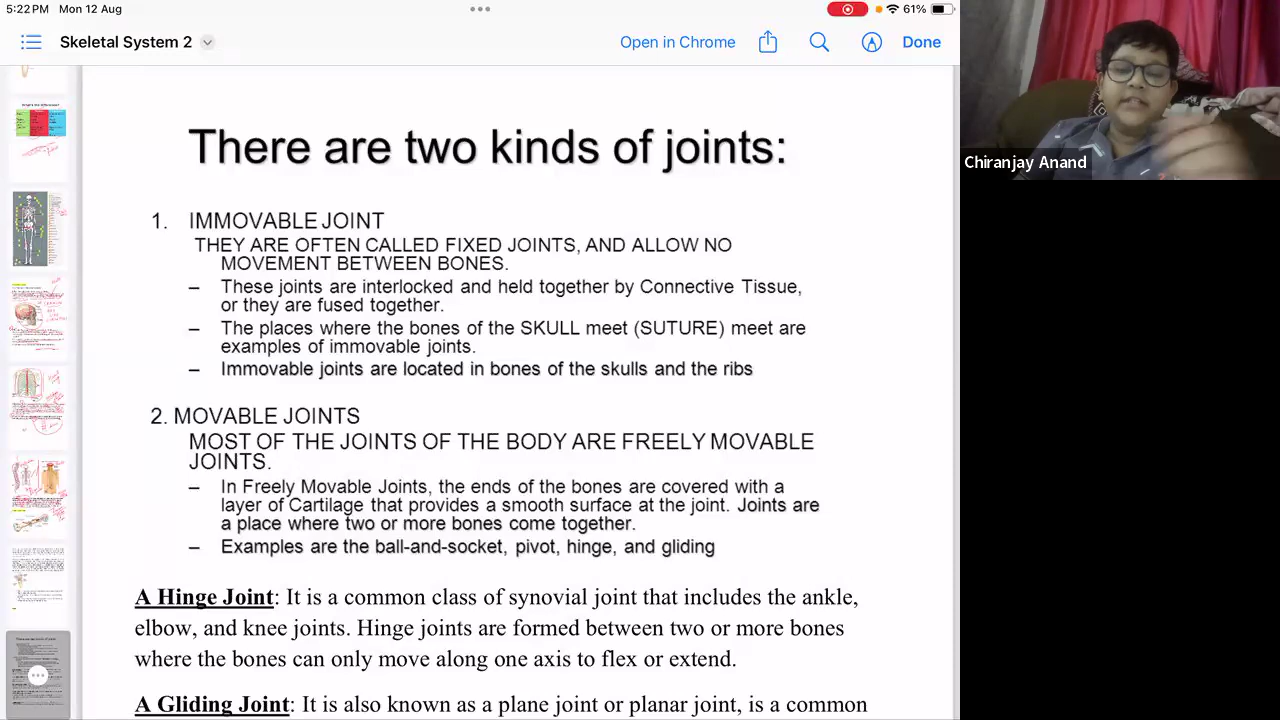 5:22 PM Mon 12 Aug
61%
Skeletal System 2
Open in Chrome
Done
There are two kinds of joints:
1. IMMOVABLE JOINT
THEY ARE OFTEN CALLED FIXED JOINTS, AND ALLOW NO
MOVEMENT BETWEEN BONES.
– These joints are interlocked and held together by Connective Tissue,
or they are fused together.
– The places where the bones of the SKULL meet (SUTURE) meet are
examples of immovable joints.
– Immovable joints are located in bones of the skulls and the ribs
2. MOVABLE JOINTS
MOST OF THE JOINTS OF THE BODY ARE FREELY MOVABLE
JOINTS.
– In Freely Movable Joints, the ends of the bones are covered with a
layer of Cartilage that provides a smooth surface at the joint. Joints are
a place where two or more bones come together.
– Examples are the ball-and-socket, pivot, hinge, and gliding
A Hinge Joint: It is a common class of synovial joint that includes the ankle,
elbow, and knee joints. Hinge joints are formed between two or more bones
where the bones can only move along one axis to flex or extend.
A Gliding Joint: It is also known as a plane joint or planar joint, is a common
Chiranjay Anand